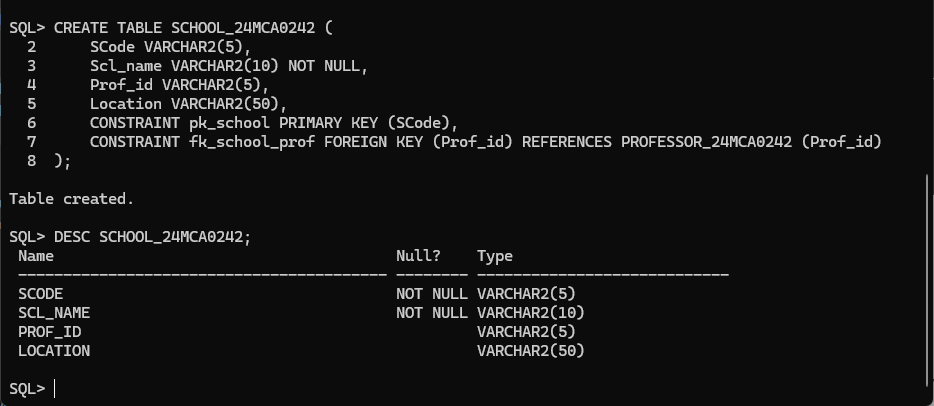 SQL> CREATE TABLE SCHOOL_24MCA0242 (
  2      SCode VARCHAR2(5),
  3      Scl_name VARCHAR2(10) NOT NULL,
  4      Prof_id VARCHAR2(5),
  5      Location VARCHAR2(50),
  6      CONSTRAINT pk_school PRIMARY KEY (SCode),
  7      CONSTRAINT fk_school_prof FOREIGN KEY (Prof_id) REFERENCES PROFESSOR_24MCA0242 (Prof_id)
  8  );
Table created.
SQL> DESC SCHOOL_24MCA0242;
 Name                                      Null?    Type
 ----------------------------------------- -------- ----------------------------
 SCODE                                     NOT NULL VARCHAR2(5)
 SCL_NAME                                  NOT NULL VARCHAR2(10)
 PROF_ID                                            VARCHAR2(5)
 LOCATION                                           VARCHAR2(50)
SQL>